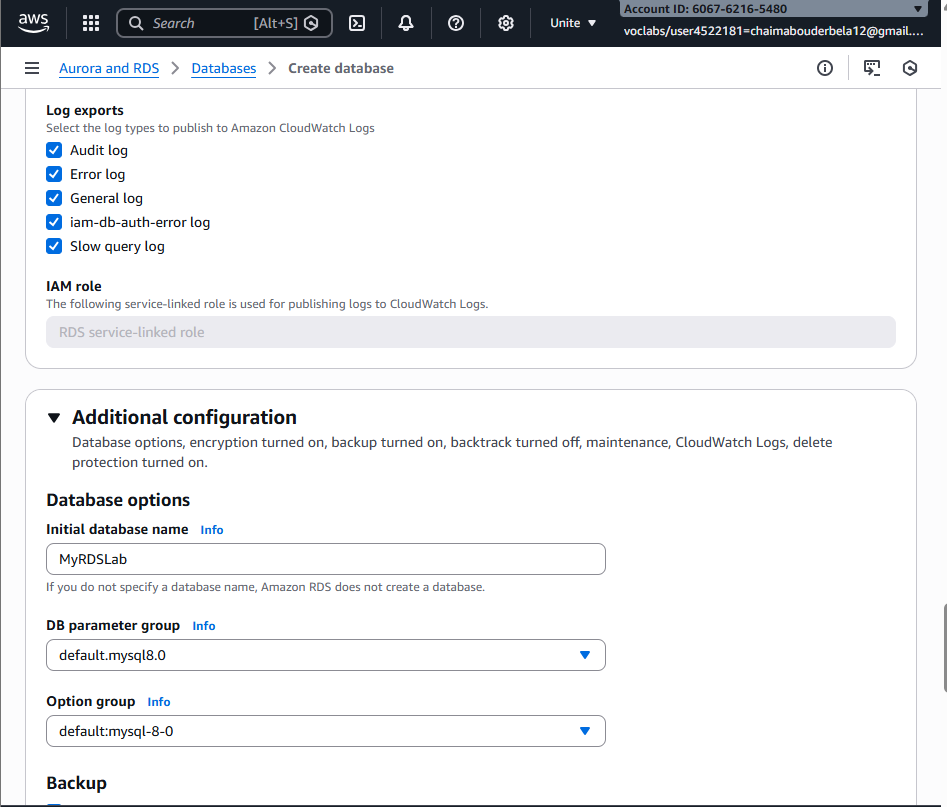 aws
Search [Alt+S]
Unite
Account ID: 6067-6216-5480
voclabs/user4522181=chaimabouderbela12@gmail....
Aurora and RDS > Databases > Create database
Log exports
Select the log types to publish to Amazon CloudWatch Logs
Audit log
Error log
General log
iam-db-auth-error log
Slow query log
IAM role
The following service-linked role is used for publishing logs to CloudWatch Logs.
RDS service-linked role
Additional configuration
Database options, encryption turned on, backup turned on, backtrack turned off, maintenance, CloudWatch Logs, delete
protection turned on.
Database options
Initial database name Info
MyRDSLab
If you do not specify a database name, Amazon RDS does not create a database.
DB parameter group Info
default.mysql8.0
Option group Info
default:mysql-8-0
Backup